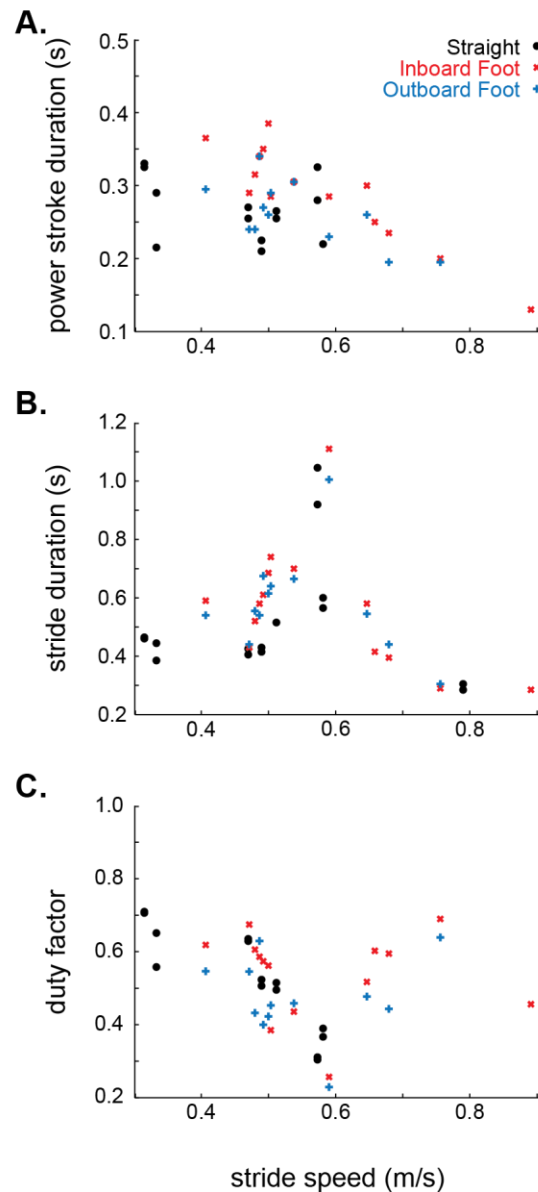 A.
Straight
Inboard Foot
Outboard Foot
power stroke duration (s)
0.5
0.4
0.3
0.2
0.1
0.4 0.6 0.8
B.
stride duration (s)
1.2
1.0
0.8
0.6
0.4
0.2
0.4 0.6 0.8
C.
duty factor
1.0
0.8
0.6
0.4
0.2
0.4 0.6 0.8
stride speed (m/s)